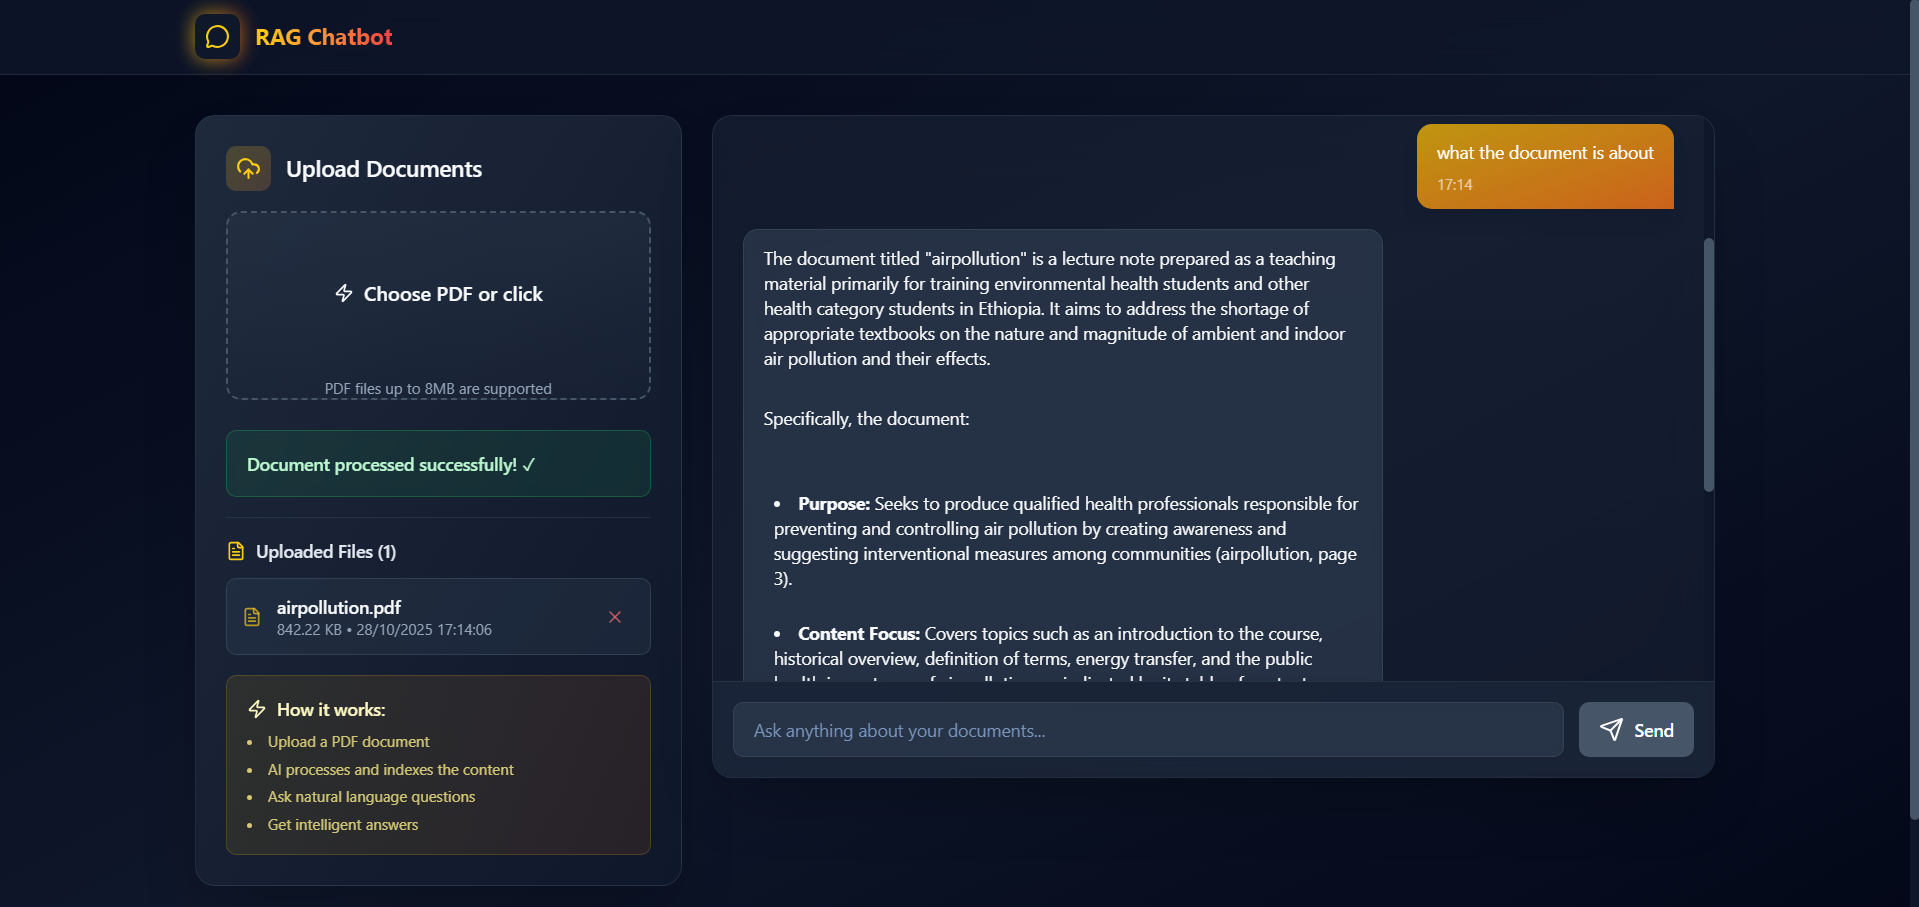 RAG Chatbot
Upload Documents
Choose PDF or click
PDF files up to 8MB are supported
Document processed successfully! ✓
Uploaded Files (1)
airpollution.pdf
842.22 KB • 28/10/2025 17:14:06
How it works:
• Upload a PDF document
• AI processes and indexes the content
• Ask natural language questions
• Get intelligent answers
what the document is about
17:14
The document titled "airpollution" is a lecture note prepared as a teaching
material primarily for training environmental health students and other
health category students in Ethiopia. It aims to address the shortage of
appropriate textbooks on the nature and magnitude of ambient and indoor
air pollution and their effects.
Specifically, the document:
• Purpose: Seeks to produce qualified health professionals responsible for
preventing and controlling air pollution by creating awareness and
suggesting interventional measures among communities (airpollution, page
3).
• Content Focus: Covers topics such as an introduction to the course,
historical overview, definition of terms, energy transfer, and the public
Ask anything about your documents...
Send